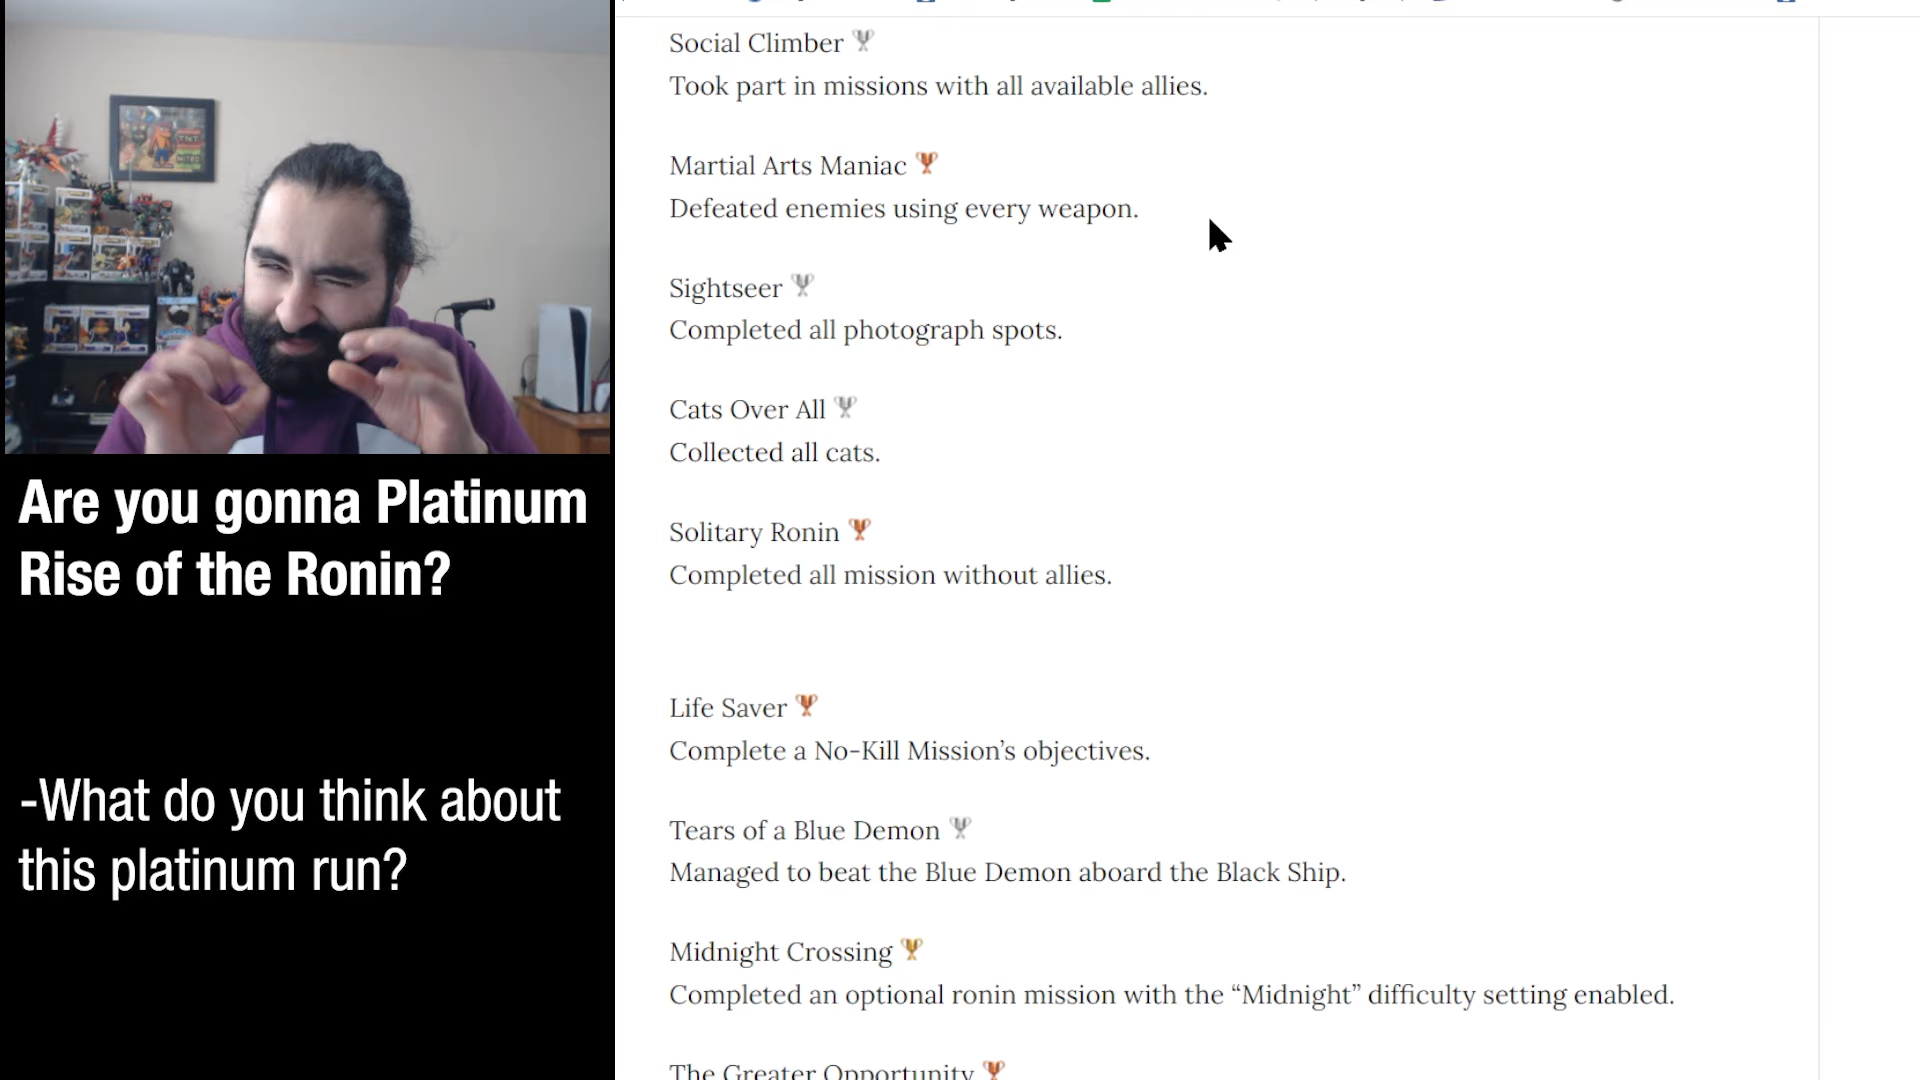 Are you gonna Platinum
Rise of the Ronin?
-What do you think about
this platinum run?
Social Climber
Took part in missions with all available allies.
Martial Arts Maniac
Defeated enemies using every weapon.
Sightseer
Completed all photograph spots.
Cats Over All
Collected all cats.
Solitary Ronin
Completed all mission without allies.
Life Saver
Complete a No-Kill Mission’s objectives.
Tears of a Blue Demon
Managed to beat the Blue Demon aboard the Black Ship.
Midnight Crossing
Completed an optional ronin mission with the “Midnight” difficulty setting enabled.
The Greater Opportunity